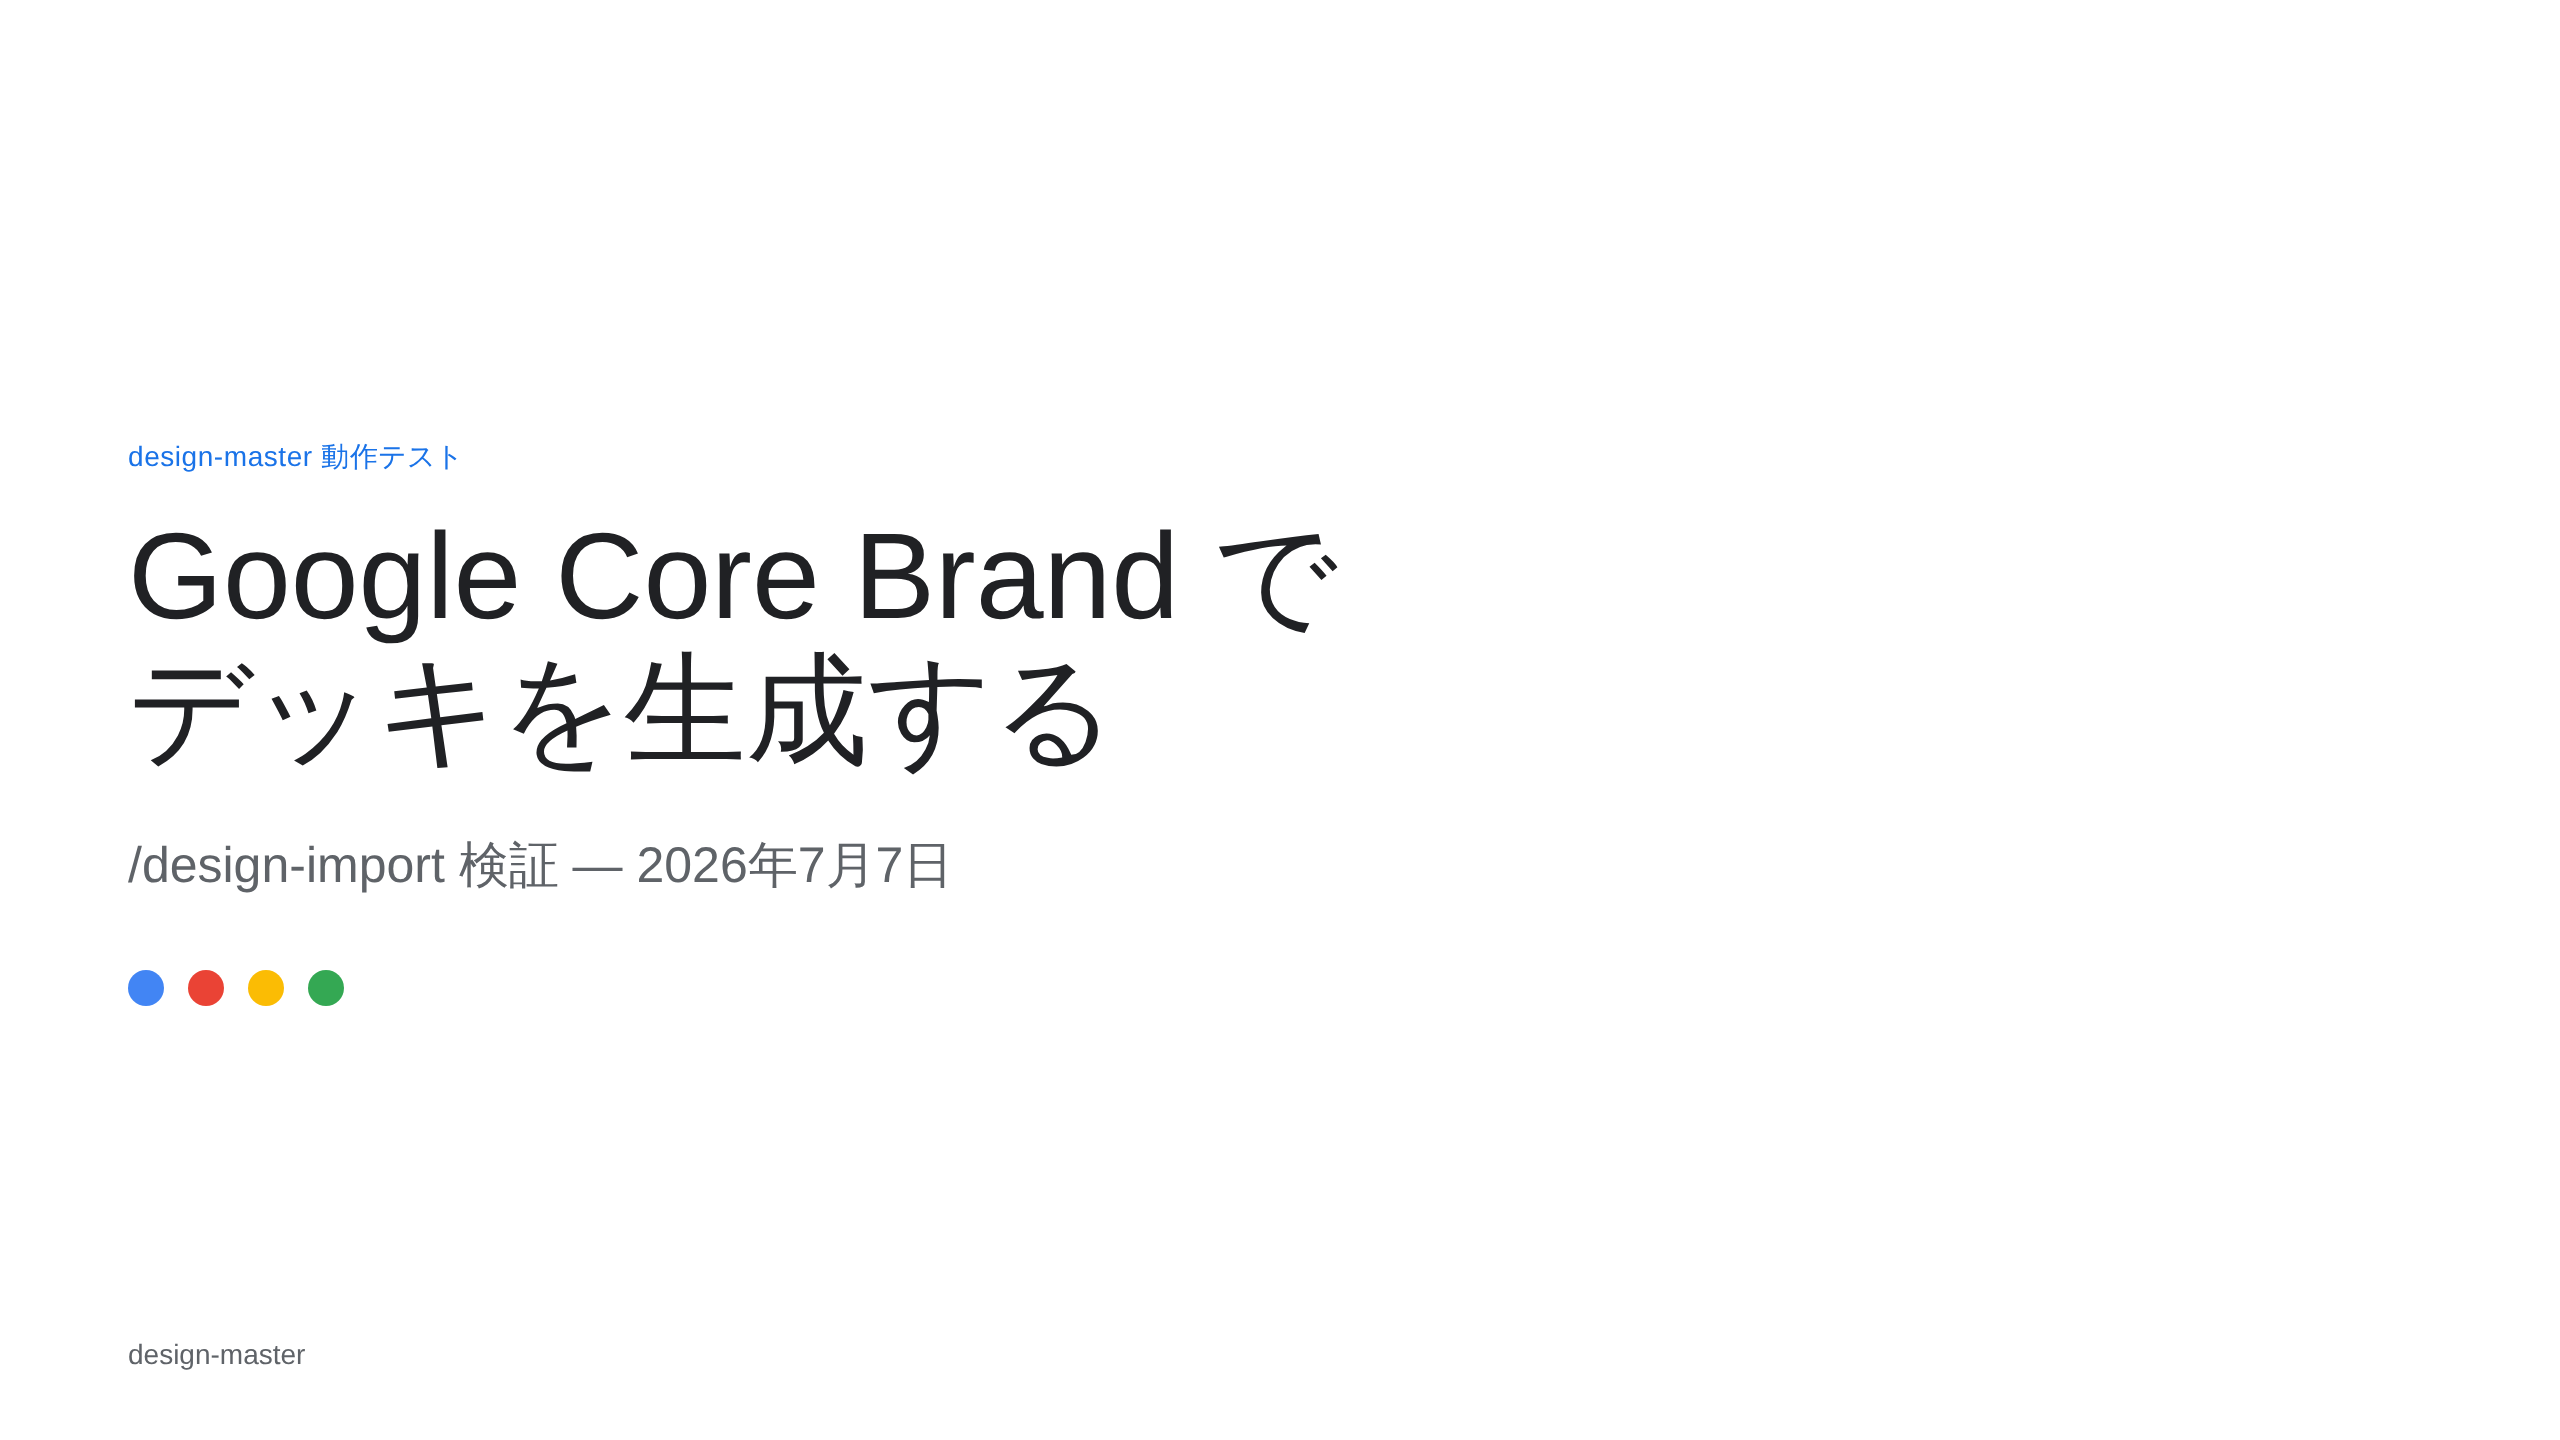 design-master 動作テスト
Google Core Brand で
デッキを生成する
/design-import 検証 — 2026年7月7日
design-master